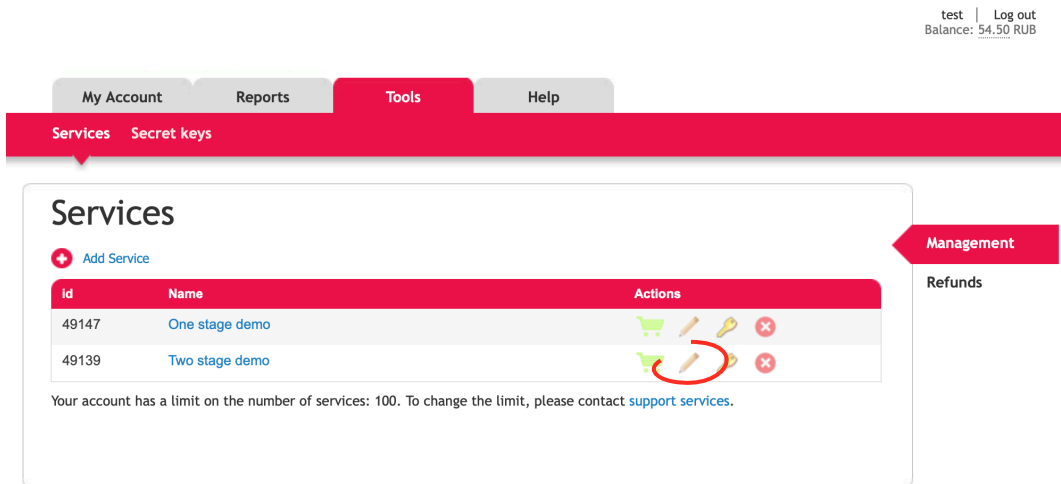 test | Log out
Balance: 54.50 RUB
My Account Reports Tools Help
Services Secret keys
Services
Management
Add Service
Refunds
id Name Actions
49147 One stage demo
49139 Two stage demo
Your account has a limit on the number of services: 100. To change the limit, please contact support services.